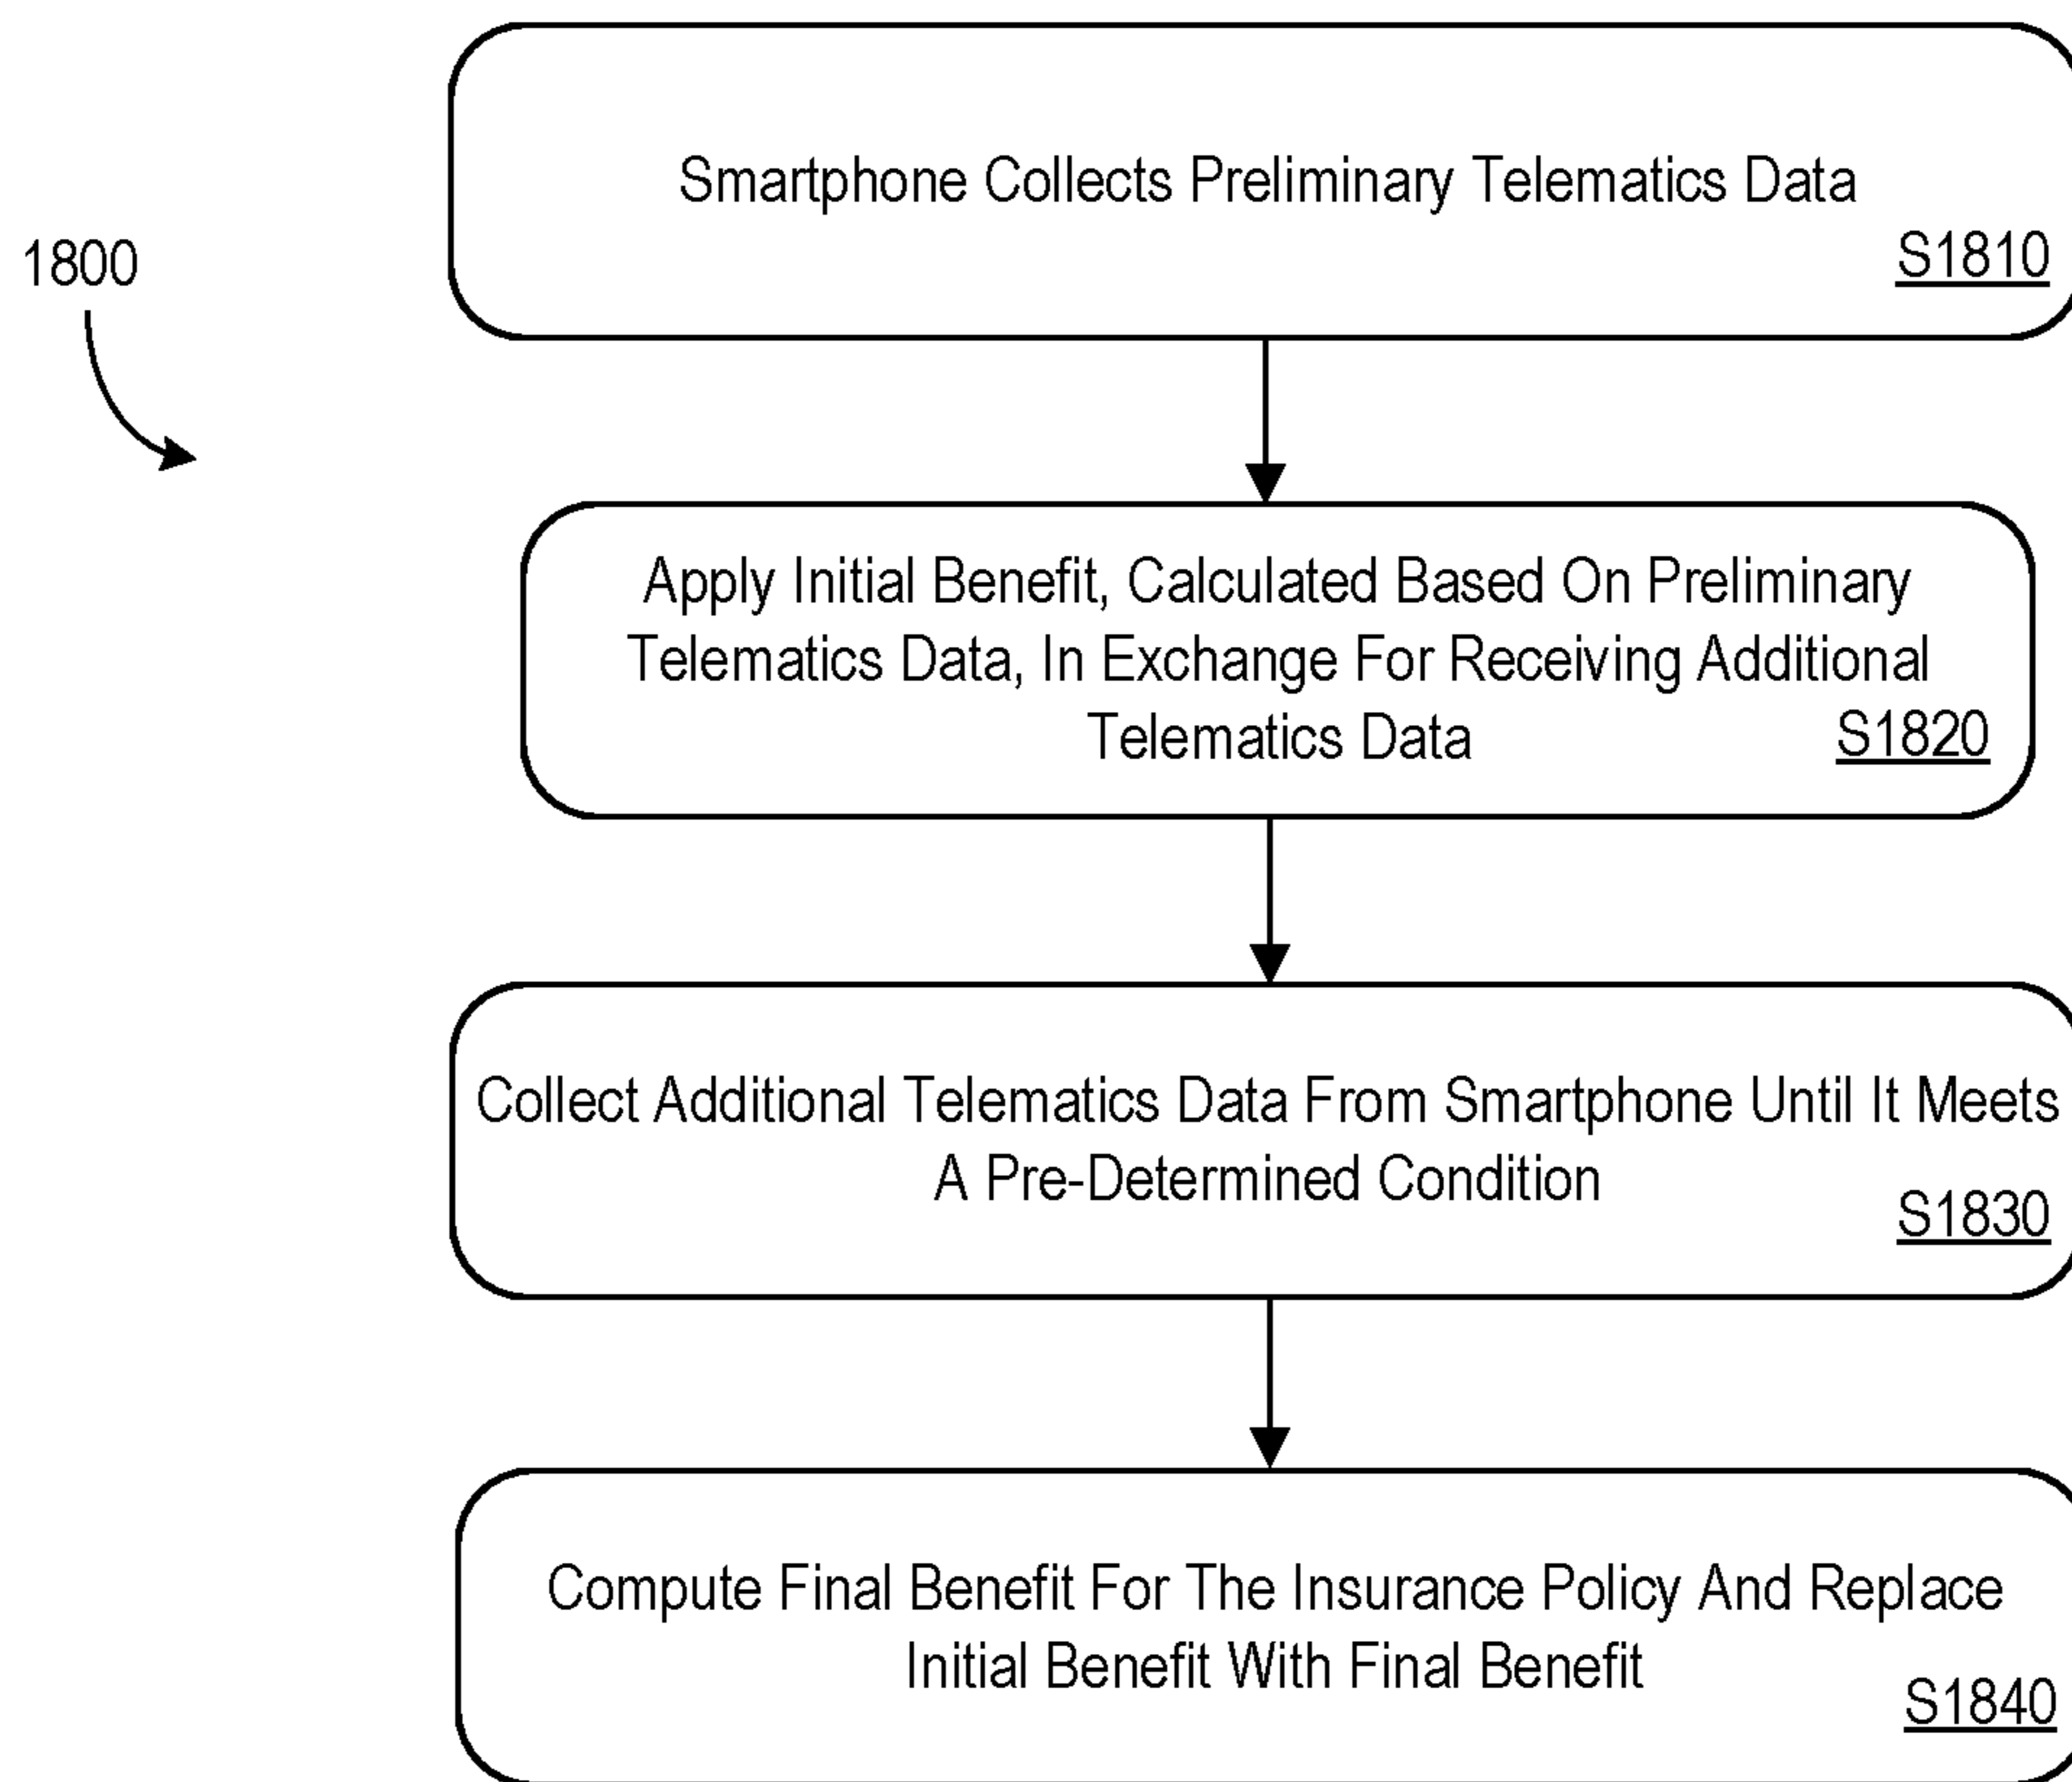 Smartphone Collects Preliminary Telematics Data
S1810
1800
Apply Initial Benefit, Calculated Based On Preliminary
Telematics Data, In Exchange For Receiving Additional
Telematics Data
S1820
Collect Additional Telematics Data From Smartphone Until It Meets
A Pre-Determined Condition
S1830
Compute Final Benefit For The Insurance Policy And Replace
Initial Benefit With Final Benefit
S1840